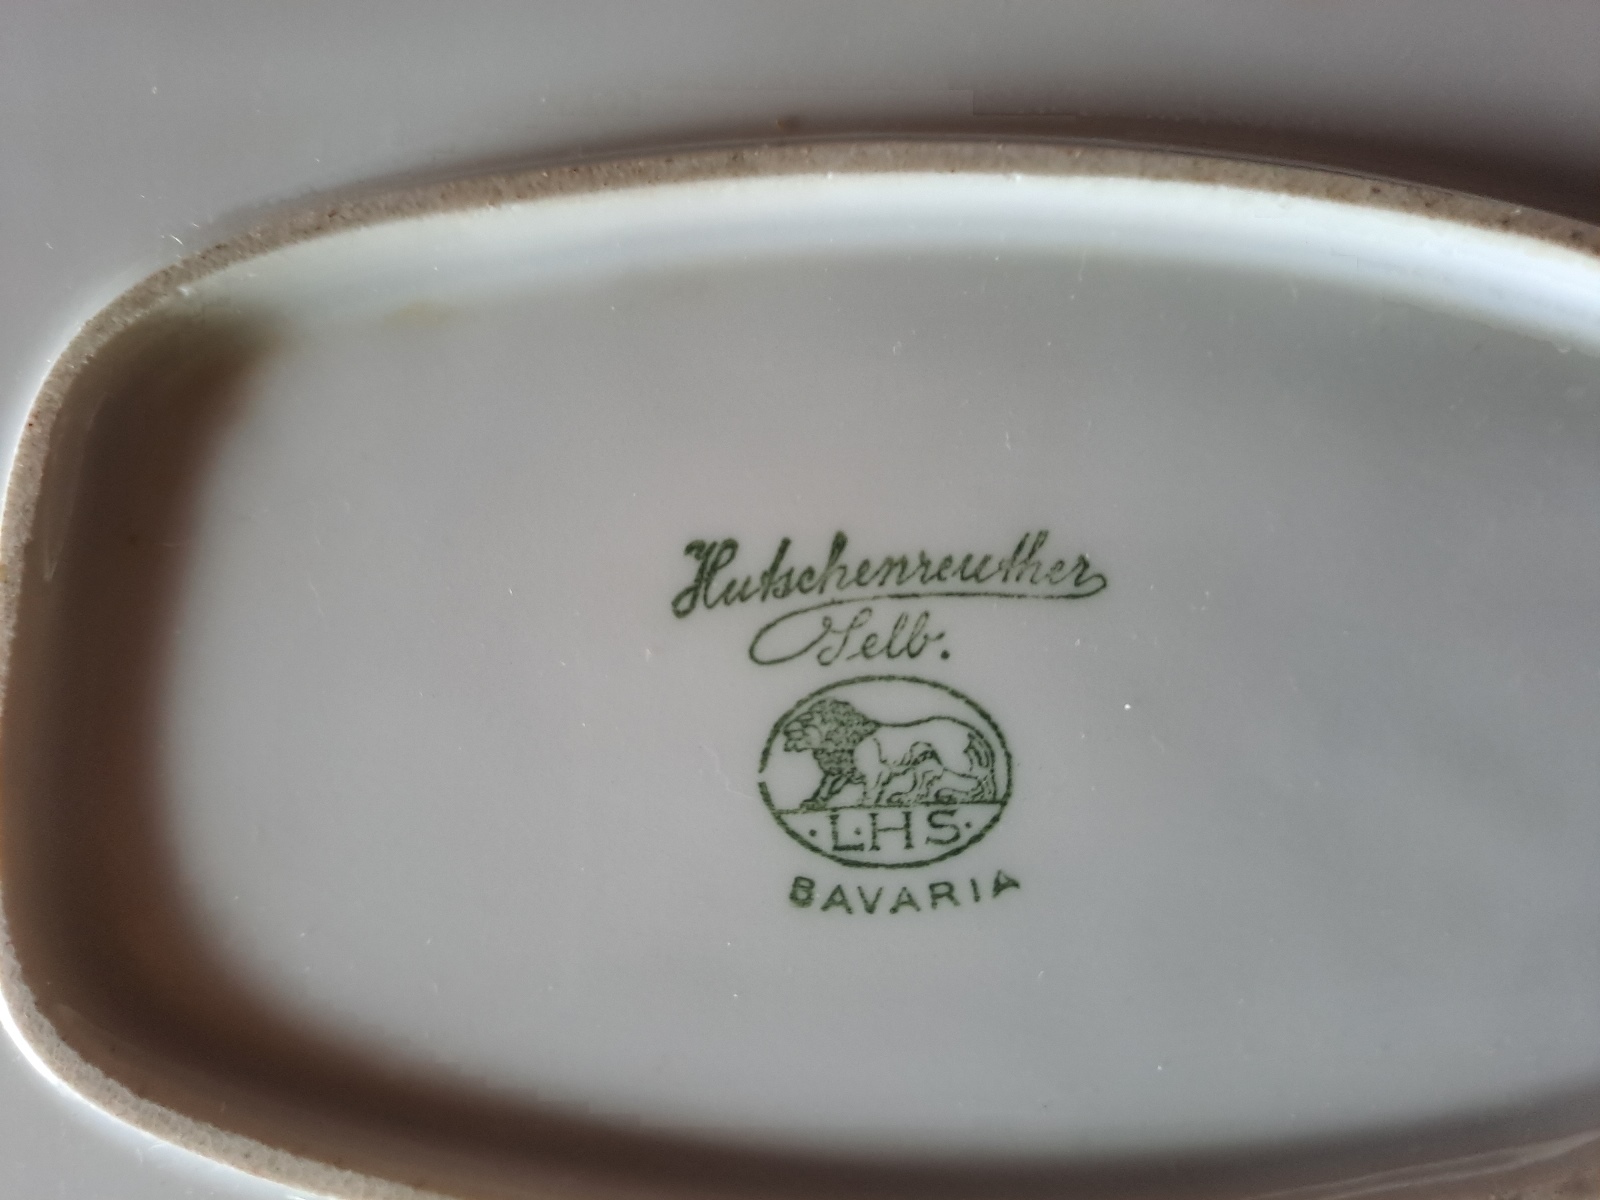 Hutschenreuther
Selb.
·L·H S·
BAVARIA